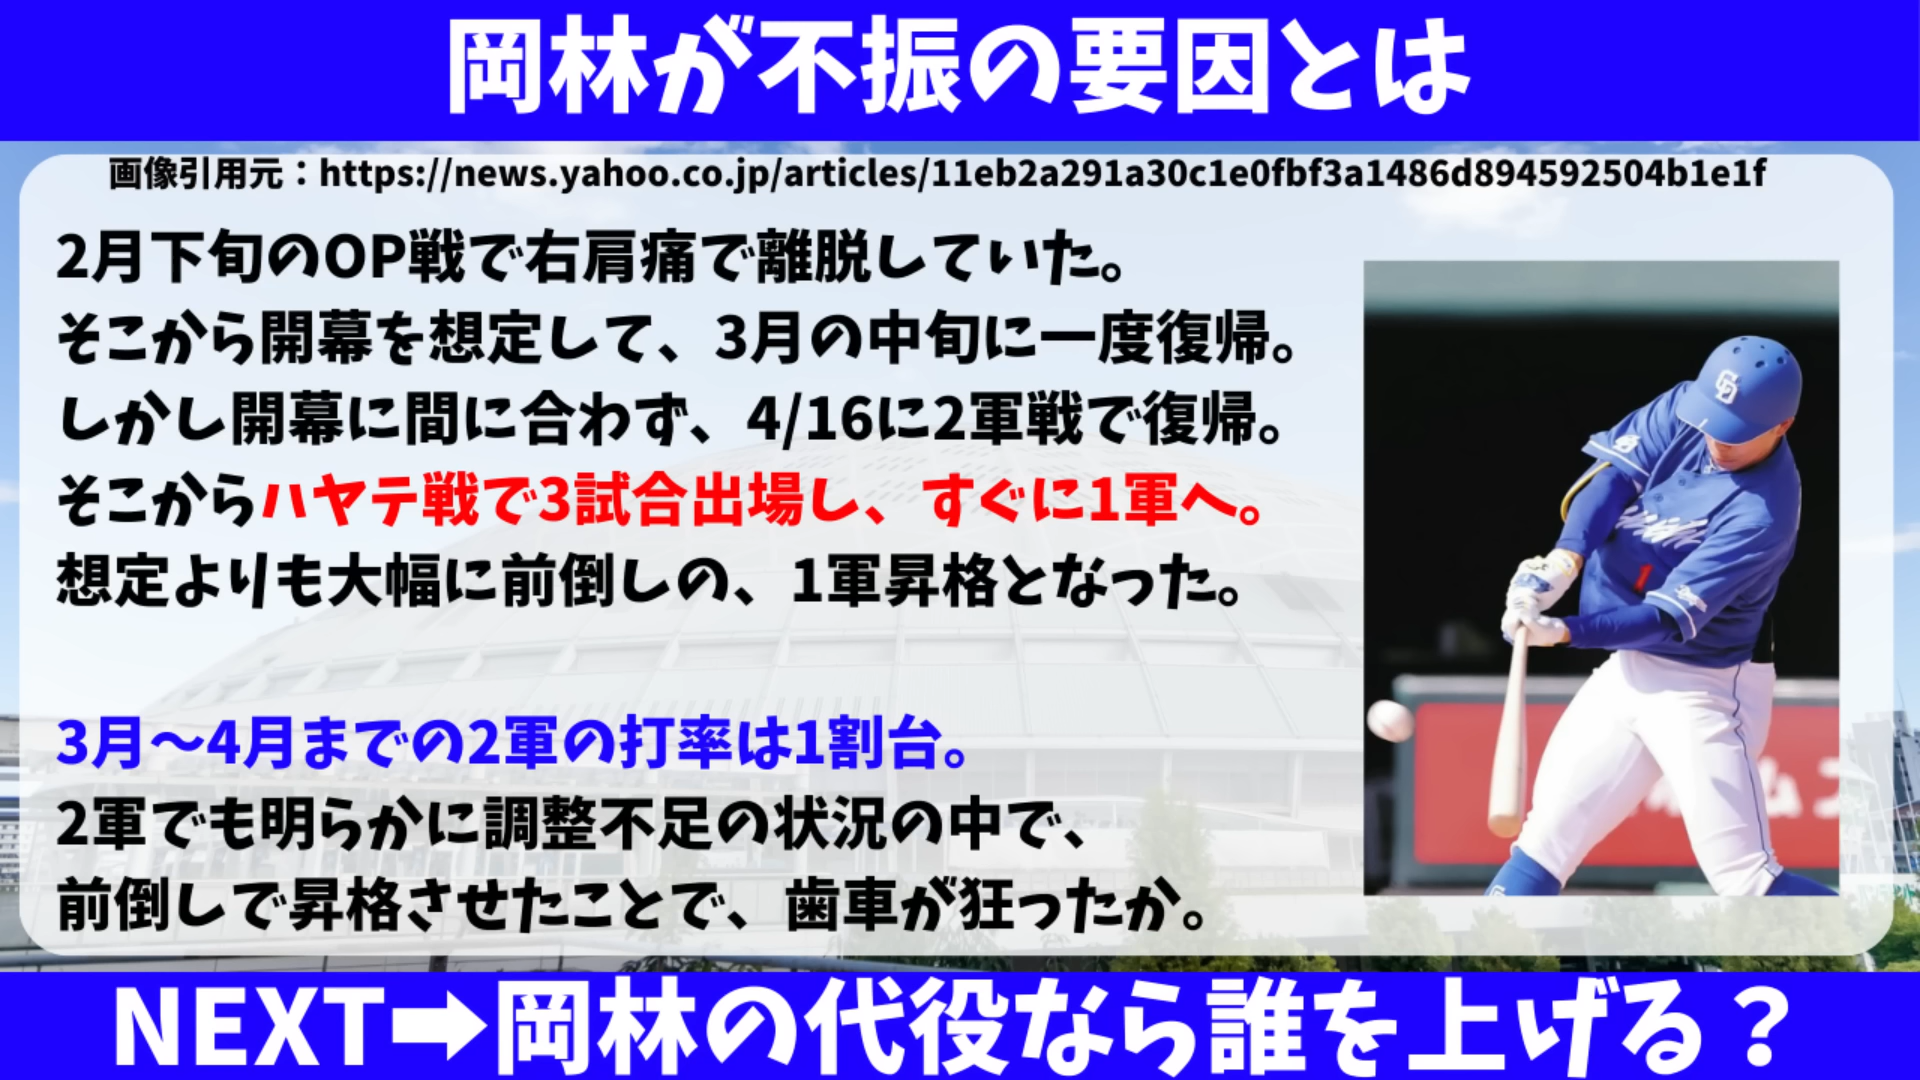 岡林が不振の要因とは
画像引用元：https://news.yahoo.co.jp/articles/11eb2a291a30c1e0fbf3a1486d894592504b1e1f
2月下旬のOP戦で右肩痛で離脱していた。
そこから開幕を想定して、3月の中旬に一度復帰。
しかし開幕に間に合わず、4/16に2軍戦で復帰。
そこからハヤテ戦で3試合出場し、すぐに1軍へ。
想定よりも大幅に前倒しの、1軍昇格となった。
3月〜4月までの2軍の打率は1割台。
2軍でも明らかに調整不足の状況の中で、
前倒しで昇格させたことで、歯車が狂ったか。
1
NEXT➡岡林の代役なら誰を上げる？